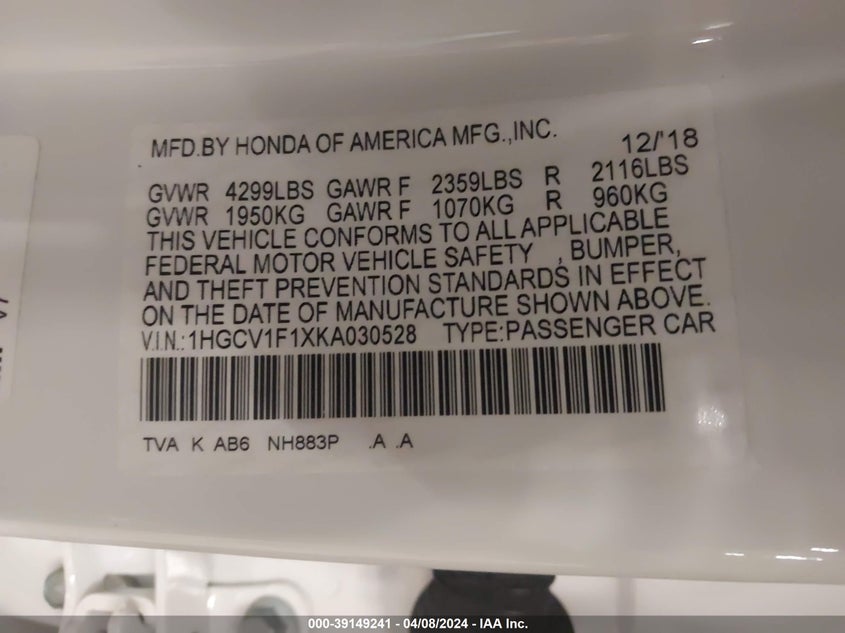 MFD.BY HONDA OF AMERICA MFG.,INC. 12/'18
GVWR 4299LBS GAWR F 2359LBS R 2116LBS
GVWR 1950KG GAWR F 1070KG R 960KG
THIS VEHICLE CONFORMS TO ALL APPLICABLE
FEDERAL MOTOR VEHICLE SAFETY , BUMPER,
AND THEFT PREVENTION STANDARDS IN EFFECT
ON THE DATE OF MANUFACTURE SHOWN ABOVE.
V.I.N.:1HGCV1F1XKA030528 TYPE:PASSENGER CAR
TVA K AB6 NH883P .A .A
000-39149241 - 04/08/2024 - IAA Inc.